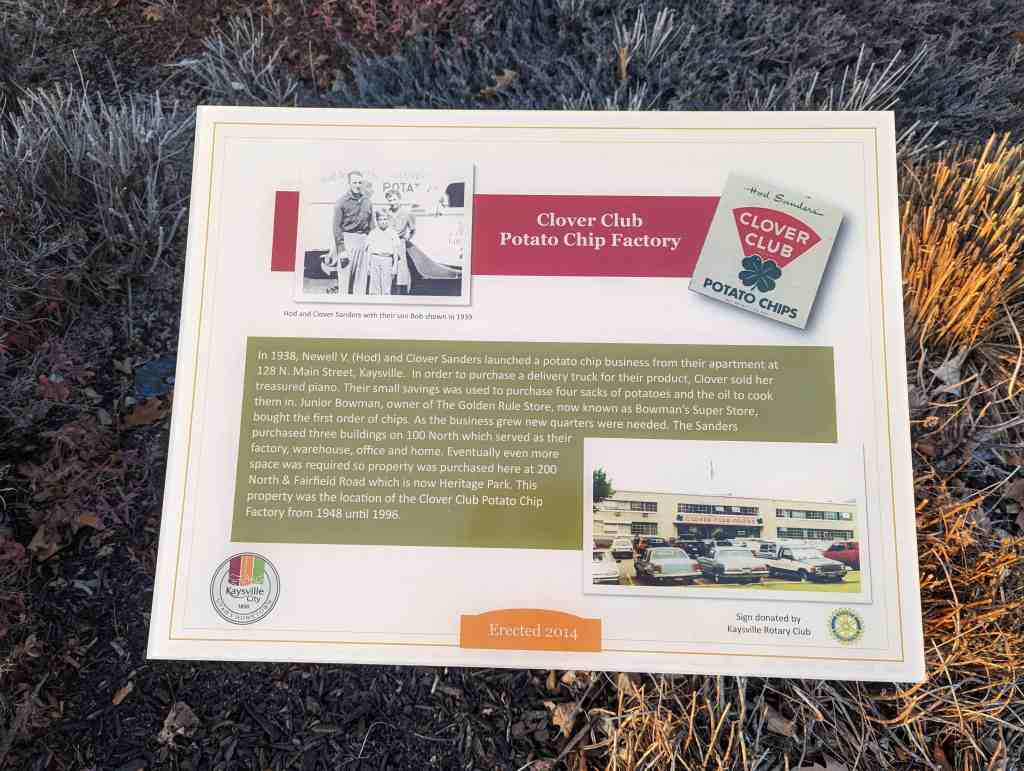 CLOVER
POTAT
Hod Sanders
CLOVER
CLUB
POTATO CHIPS
Clover Club
Potato Chip Factory
Hod and Clover Sanders with their son Bob shown in 1939
In 1938, Newell V. (Hod) and Clover Sanders launched a potato chip business from their apartment at
128 N. Main Street, Kaysville. In order to purchase a delivery truck for their product, Clover sold her
treasured piano. Their small savings was used to purchase four sacks of potatoes and the oil to cook
them in. Junior Bowman, owner of The Golden Rule Store, now known as Bowman's Super Store,
bought the first order of chips. As the business grew new quarters were needed. The Sanders
purchased three buildings on 100 North which served as their
factory, warehouse, office and home. Eventually even more
space was required so property was purchased here at 200
North & Fairfield Road which is now Heritage Park. This
property was the location of the Clover Club Potato Chip
Factory from 1948 until 1996.
CLOVER CLUB FOODS
Kaysville
City
1850
Erected 2014
Sign donated by
Kaysville Rotary Club